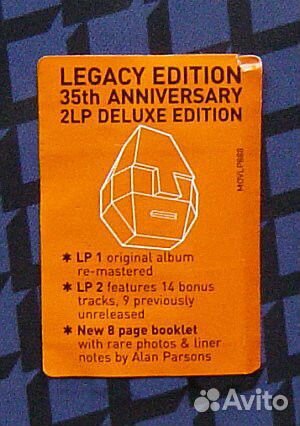 LEGACY EDITION
35th ANNIVERSARY
2LP DELUXE EDITION
MOVLP880
* LP 1 original album
re-mastered
* LP 2 features 14 bonus
tracks, 9 previously
unreleased
* New 8 page booklet
with rare photos & liner
notes by Alan Parsons
Avito